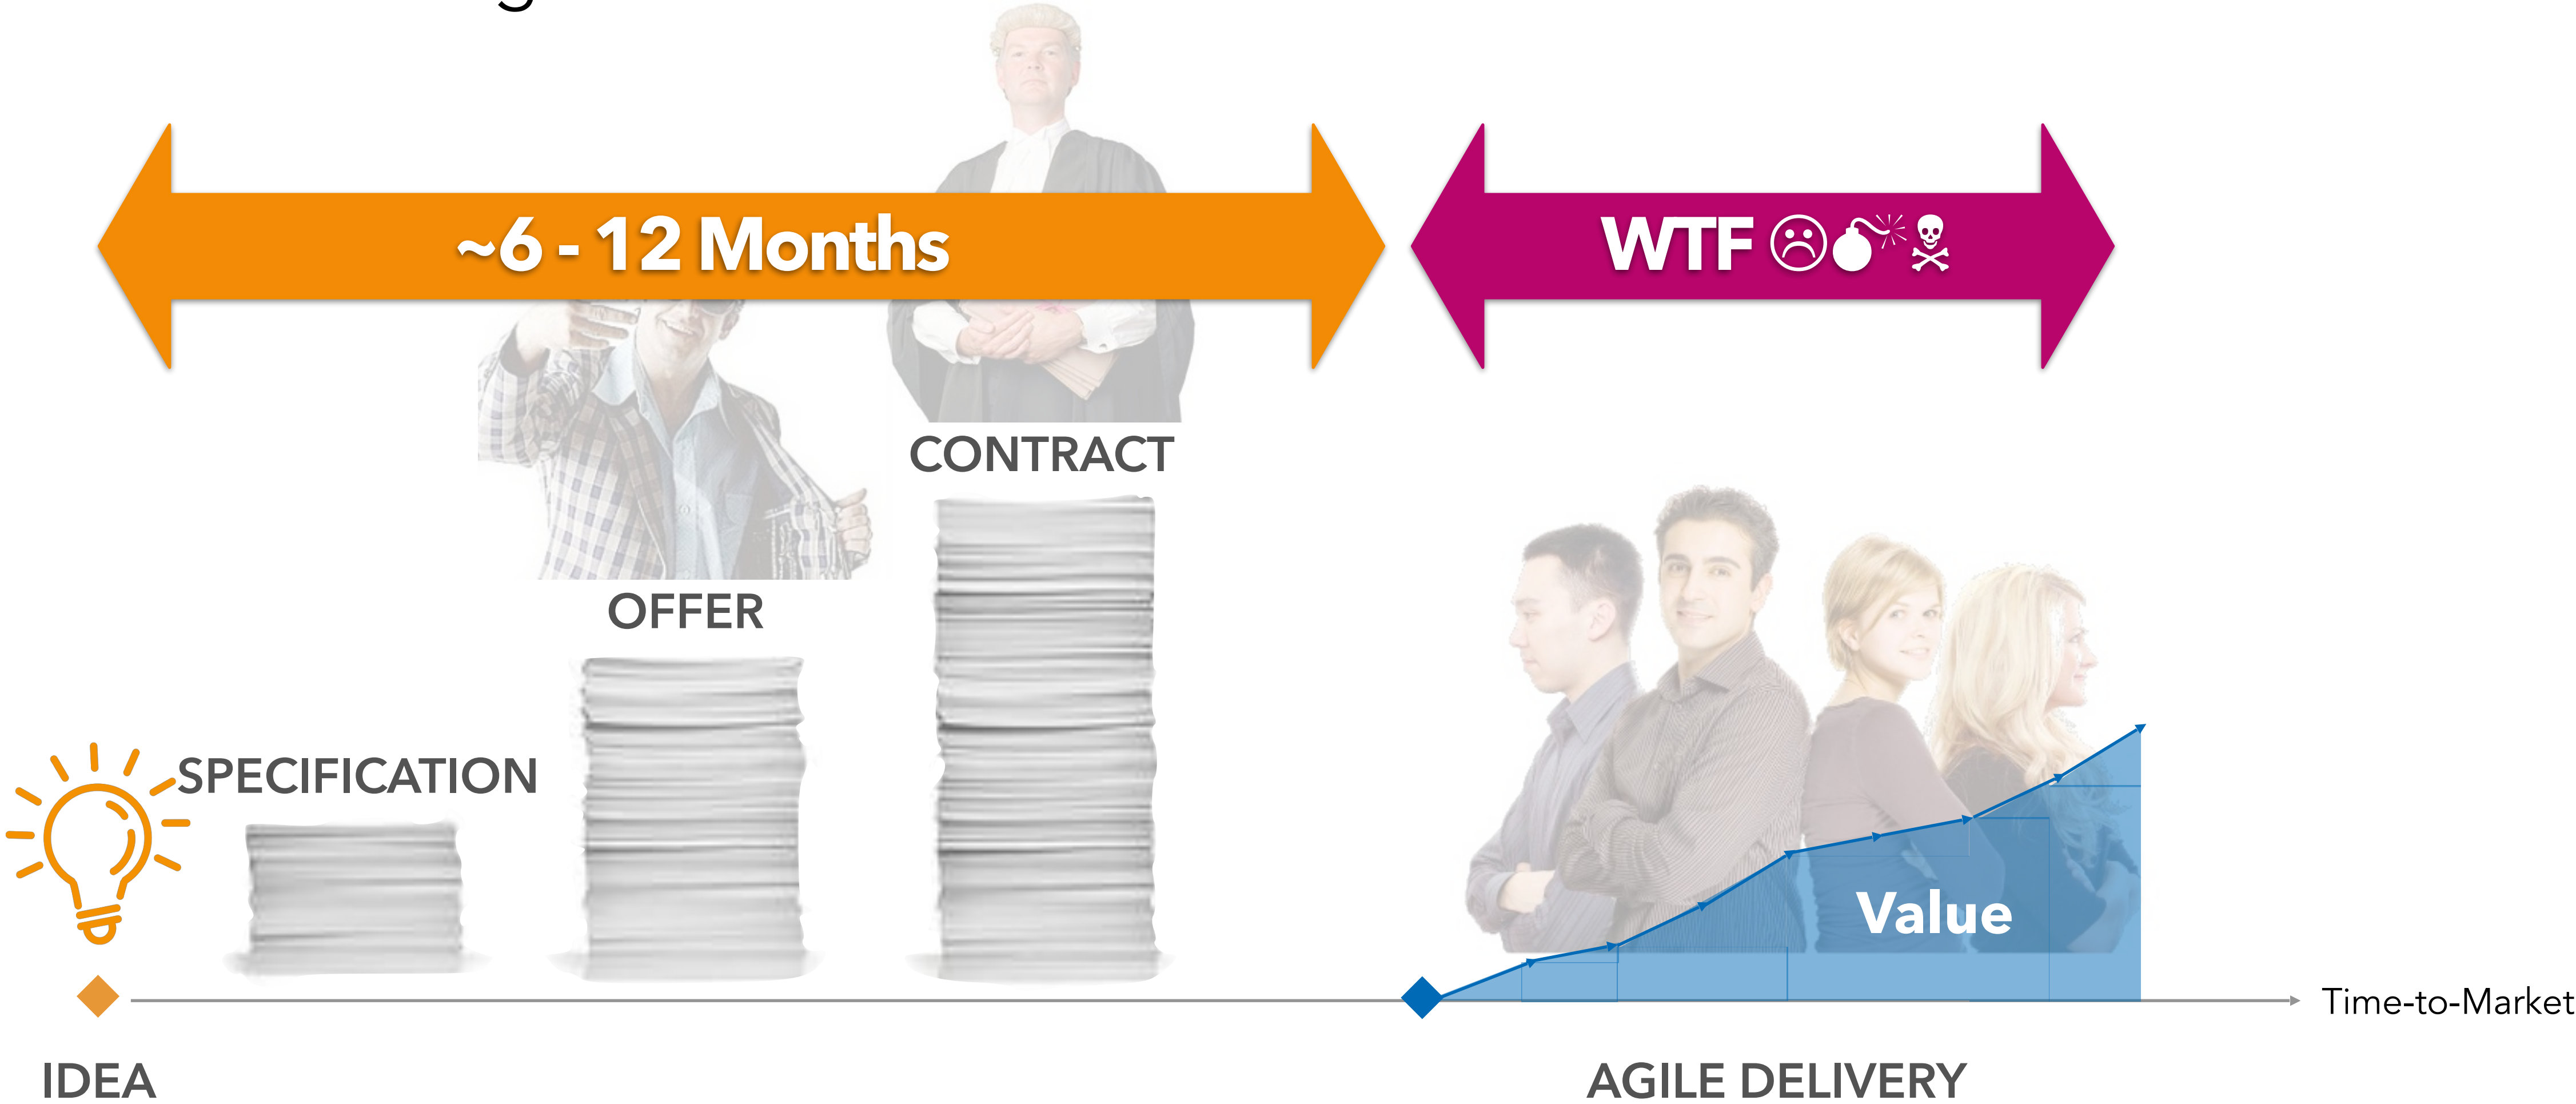 ~6 - 12 Months
WTF ☹💣☠
CONTRACT
OFFER
SPECIFICATION
Value
Time-to-Market
IDEA
AGILE DELIVERY